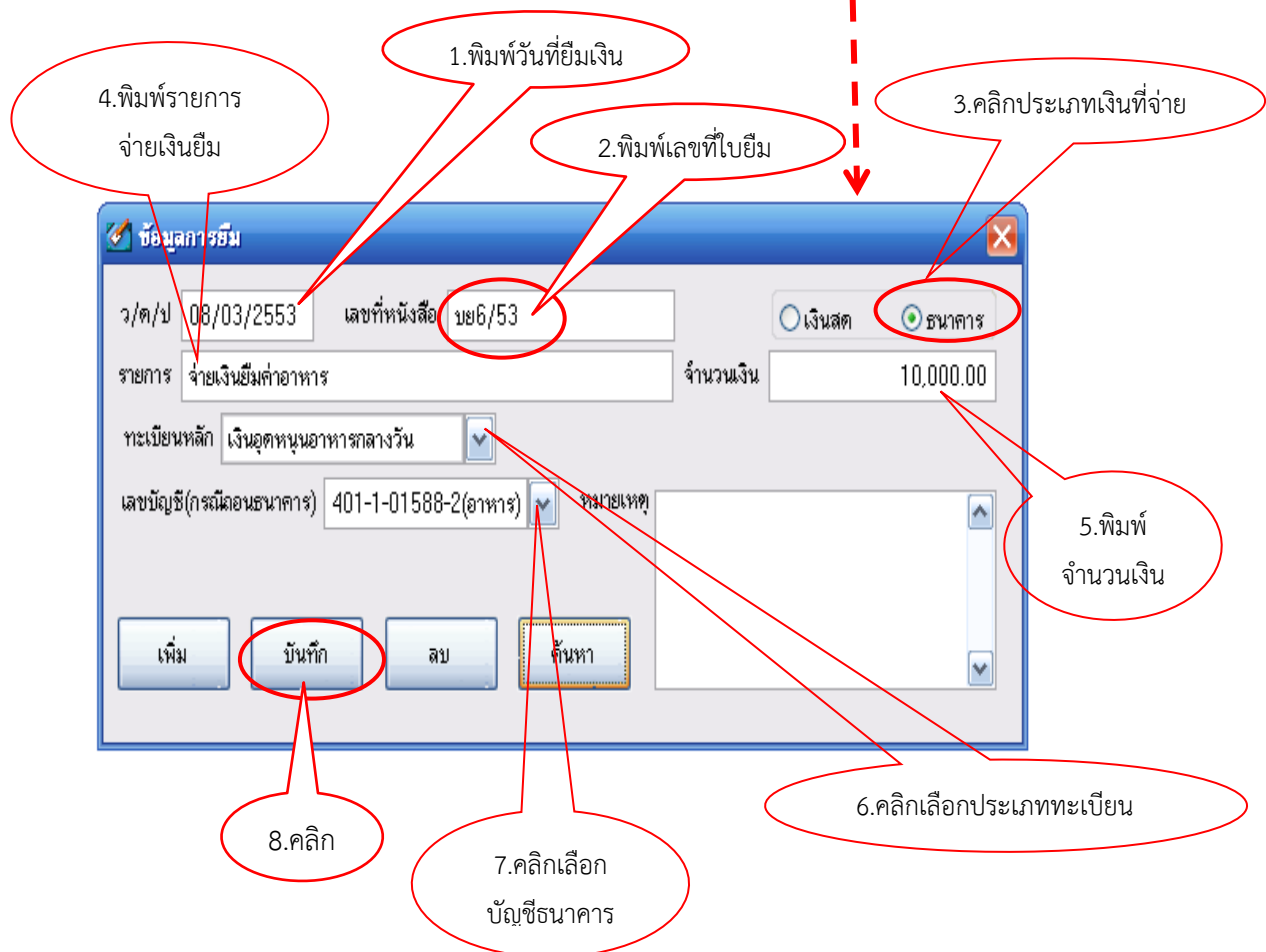 1.พิมพ์วันที่ยืมเงิน
4.พิมพ์รายการ
จ่ายเงินยืม
3.คลิกประเภทเงินที่จ่าย
2.พิมพ์เลขที่ใบยืม
ข้อมูลการยืม
ว/ด/ป 08/03/2553 เลขที่หนังสือ บย6/53 เงินสด ธนาคาร
รายการ จ่ายเงินยืมค่าอาหาร จำนวนเงิน 10,000.00
ทะเบียนหลัก เงินอุดหนุนอาหารกลางวัน
เลขบัญชี(กรณีถอนธนาคาร) 401-1-01588-2(อาหาร) หมายเหตุ
5.พิมพ์
จำนวนเงิน
เพิ่ม บันทึก ลบ ค้นหา
6.คลิกเลือกประเภททะเบียน
8.คลิก
7.คลิกเลือก
บัญชีธนาคาร